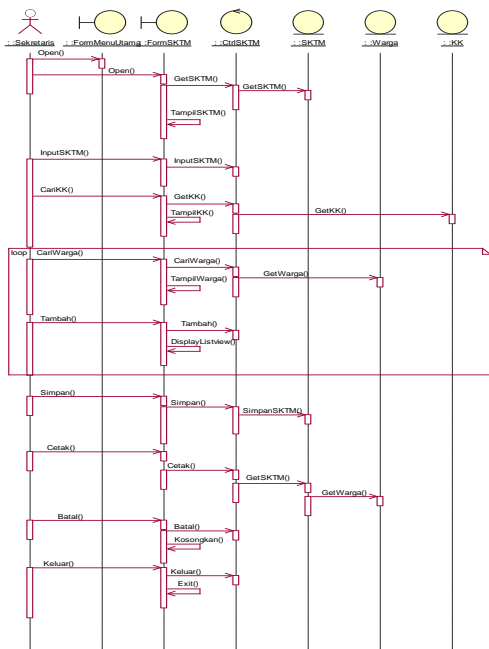 : :Sekretaris
: :FormMenuUtama
: :FormSKTM
: :CtrlSKTM
: :SKTM
: :Warga
: :KK
Open()
Open()
GetSKTM()
GetSKTM()
TampilSKTM()
InputSKTM()
InputSKTM()
CariKK()
GetKK()
TampilKK()
GetKK()
loop
CariWarga()
CariWarga()
GetWarga()
TampilWarga()
Tambah()
Tambah()
DisplayListview()
Simpan()
Simpan()
SimpanSKTM()
Cetak()
Cetak()
GetSKTM()
GetWarga()
Batal()
Batal()
Kosongkan()
Keluar()
Keluar()
Exit()